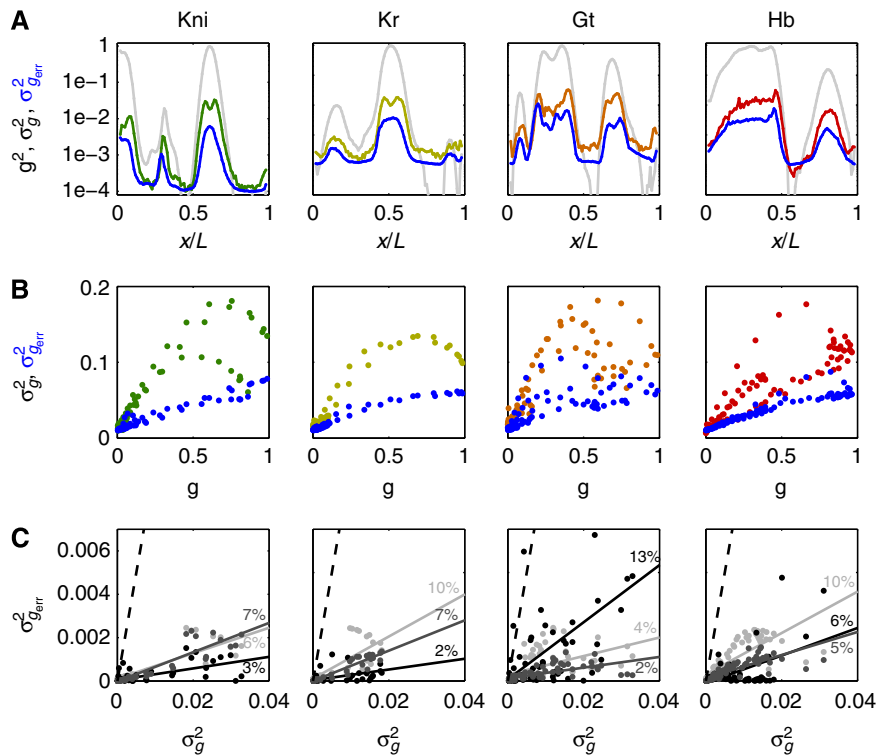 A
Kni
Kr
Gt
Hb
g², σ²g, σ²gerr
1
1e−1
1e−2
1e−3
1e−4
0 0.5 1
0 0.5 1
0 0.5 1
0 0.5 1
x/L
x/L
x/L
x/L
B
σ²g, σ²gerr
0.2
0.1
0
0 0.5 1
0 0.5 1
0 0.5 1
0 0.5 1
g
g
g
g
C
σ²gerr
0.006
0.004
0.002
0
7%
6%
3%
10%
7%
2%
13%
4%
2%
10%
6%
5%
0 0.02 0.04
0 0.02 0.04
0 0.02 0.04
0 0.02 0.04
σ²g
σ²g
σ²g
σ²g